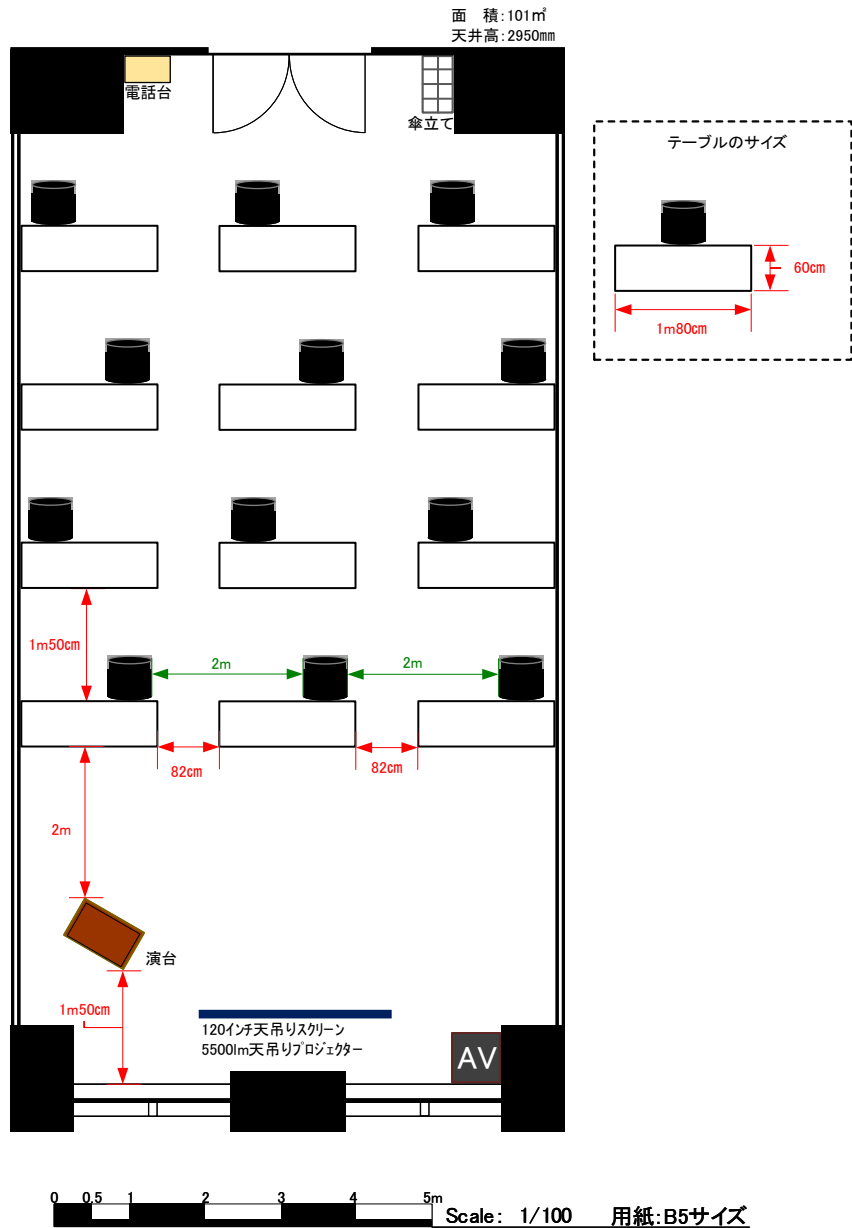 面 積:101㎡
天井高:2950mm
電話台
傘立て
テーブルのサイズ
60cm
1m80cm
1m50cm
2m
2m
82cm
82cm
2m
演台
1m50cm
120インチ天吊りスクリーン
5500lm天吊りプロジェクター
AV
0 0.5 1 2 3 4 5m
Scale: 1/100 用紙:B5サイズ